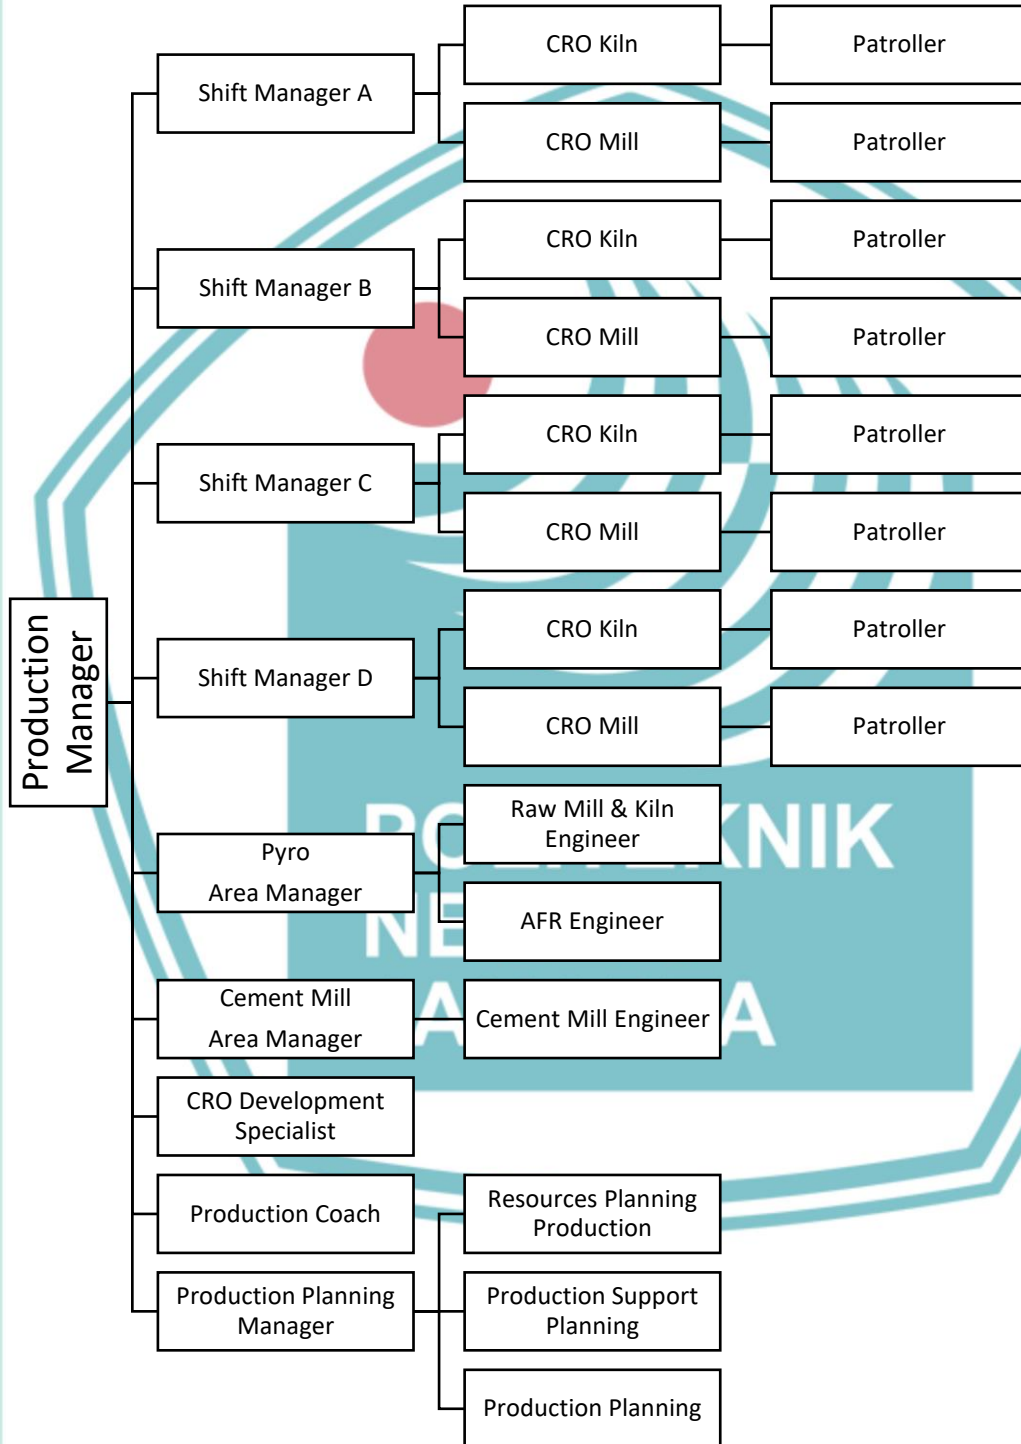 Production
Manager
Shift Manager A
CRO Kiln
Patroller
CRO Mill
Patroller
Shift Manager B
CRO Kiln
Patroller
CRO Mill
Patroller
Shift Manager C
CRO Kiln
Patroller
CRO Mill
Patroller
Shift Manager D
CRO Kiln
Patroller
CRO Mill
Patroller
Pyro
Area Manager
Raw Mill & Kiln
Engineer
AFR Engineer
Cement Mill
Area Manager
Cement Mill Engineer
CRO Development
Specialist
Production Coach
Production Planning
Manager
Resources Planning
Production
Production Support
Planning
Production Planning